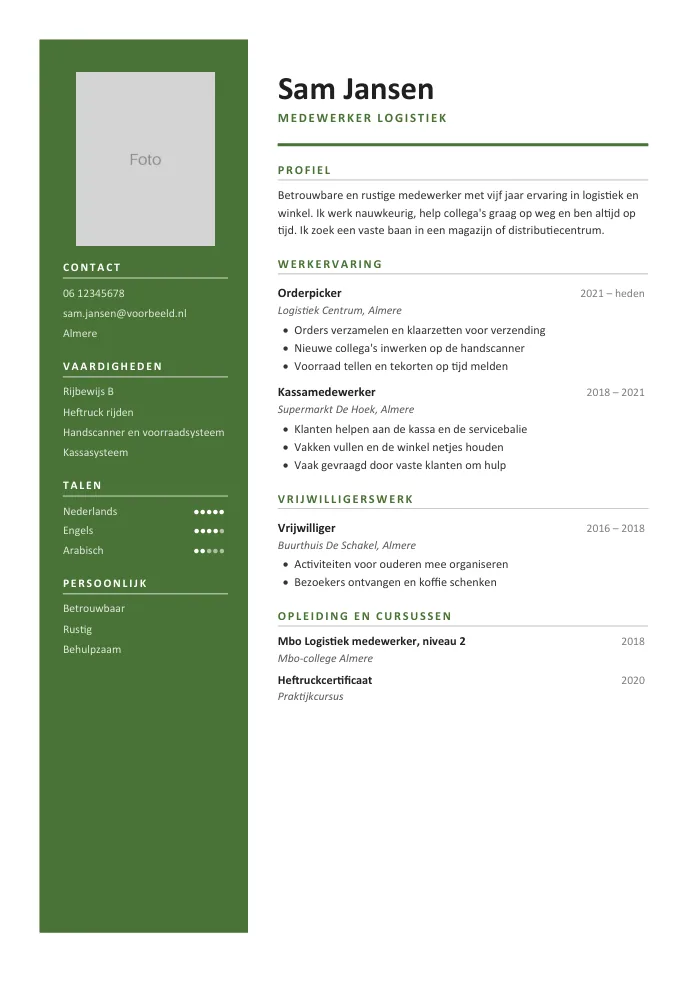 Foto
CONTACT
06 12345678
sam.jansen@voorbeeld.nl
Almere
VAARDIGHEDEN
Rijbewijs B
Heftruck rijden
Handscanner en voorraadsysteem
Kassasysteem
TALEN
Nederlands
Engels
Arabisch
PERSOONLIJK
Betrouwbaar
Rustig
Behulpzaam
Sam Jansen
MEDEWERKER LOGISTIEK
PROFIEL
Betrouwbare en rustige medewerker met vijf jaar ervaring in logistiek en
winkel. Ik werk nauwkeurig, help collega's graag op weg en ben altijd op
tijd. Ik zoek een vaste baan in een magazijn of distributiecentrum.
WERKERVARING
Orderpicker 2021 – heden
Logistiek Centrum, Almere
• Orders verzamelen en klaarzetten voor verzending
• Nieuwe collega's inwerken op de handscanner
• Voorraad tellen en tekorten op tijd melden
Kassamedewerker 2018 – 2021
Supermarkt De Hoek, Almere
• Klanten helpen aan de kassa en de servicebalie
• Vakken vullen en de winkel netjes houden
• Vaak gevraagd door vaste klanten om hulp
VRIJWILLIGERSWERK
Vrijwilliger 2016 – 2018
Buurthuis De Schakel, Almere
• Activiteiten voor ouderen mee organiseren
• Bezoekers ontvangen en koffie schenken
OPLEIDING EN CURSUSSEN
Mbo Logistiek medewerker, niveau 2 2018
Mbo-college Almere
Heftruckcertificaat 2020
Praktijkcursus